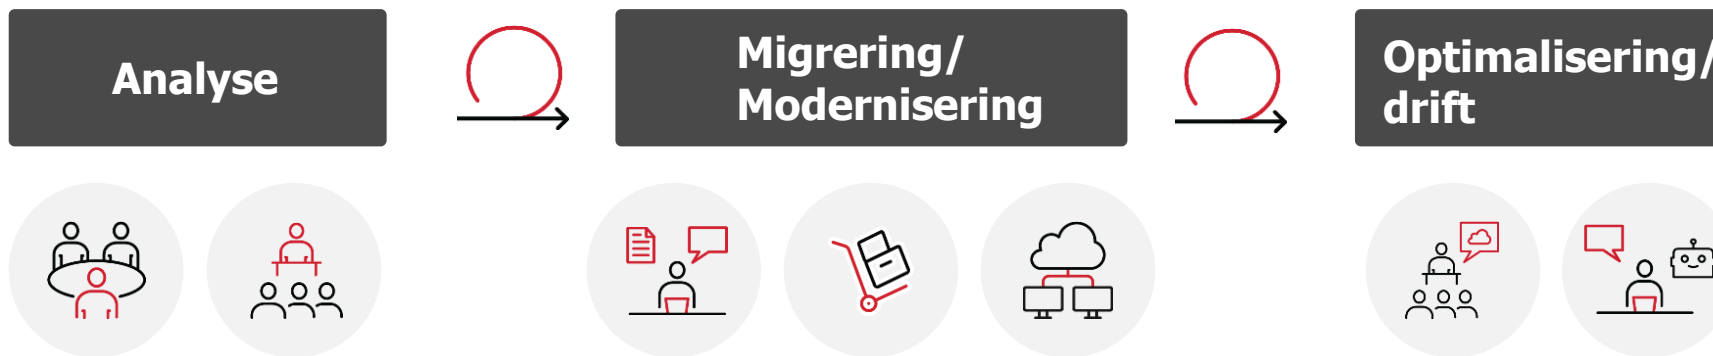 Analyse
Migrering/
Modernisering
Optimalisering/
drift